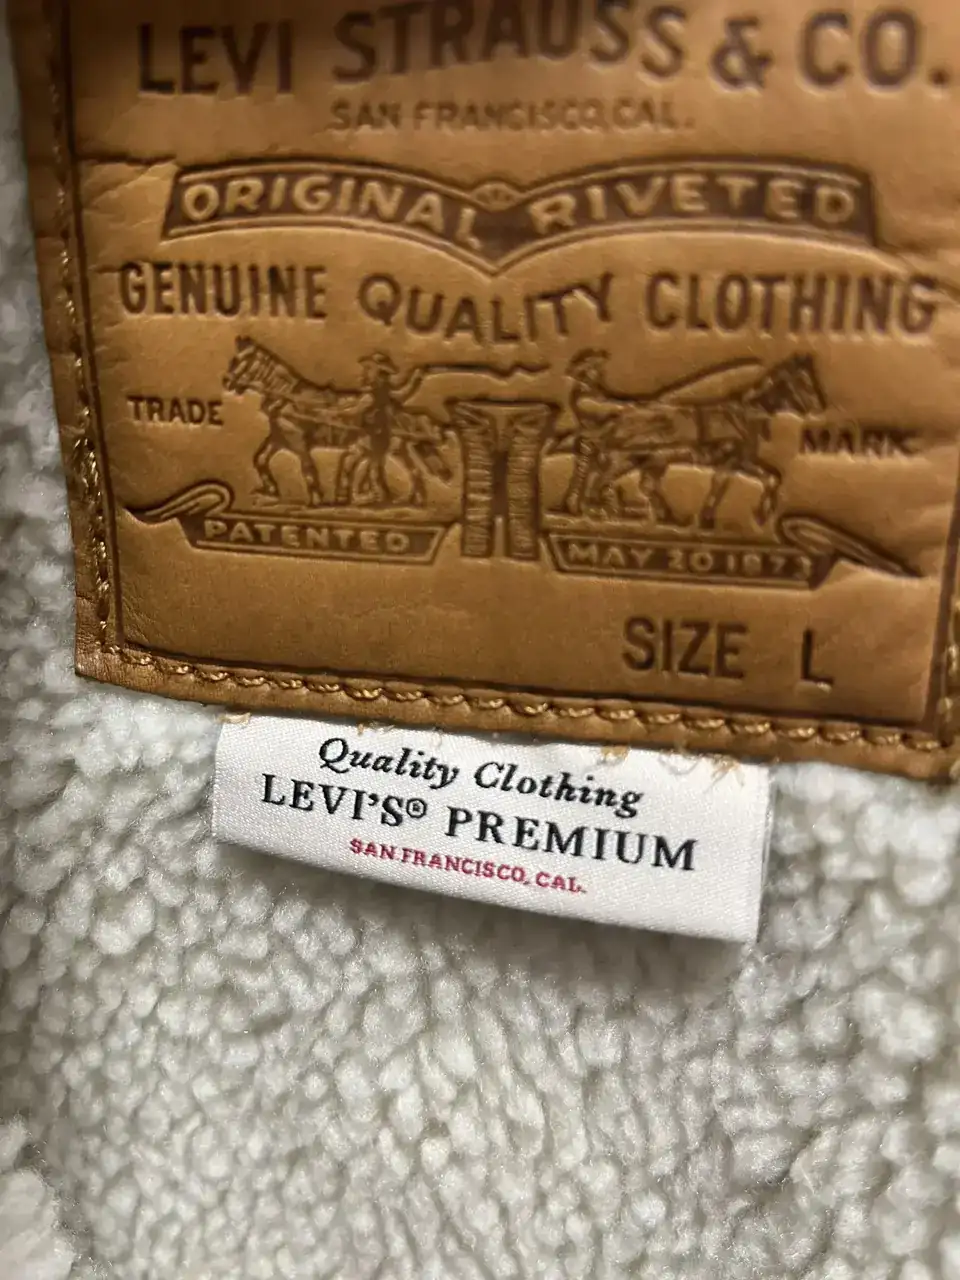 LEVI STRAUSS & CO.
SAN FRANCISCO, CAL.
ORIGINAL RIVETED
GENUINE QUALITY CLOTHING
TRADE MARK
PATENTED MAY 20 1873
SIZE L
Quality Clothing
LEVI'S® PREMIUM
SAN FRANCISCO, CAL.